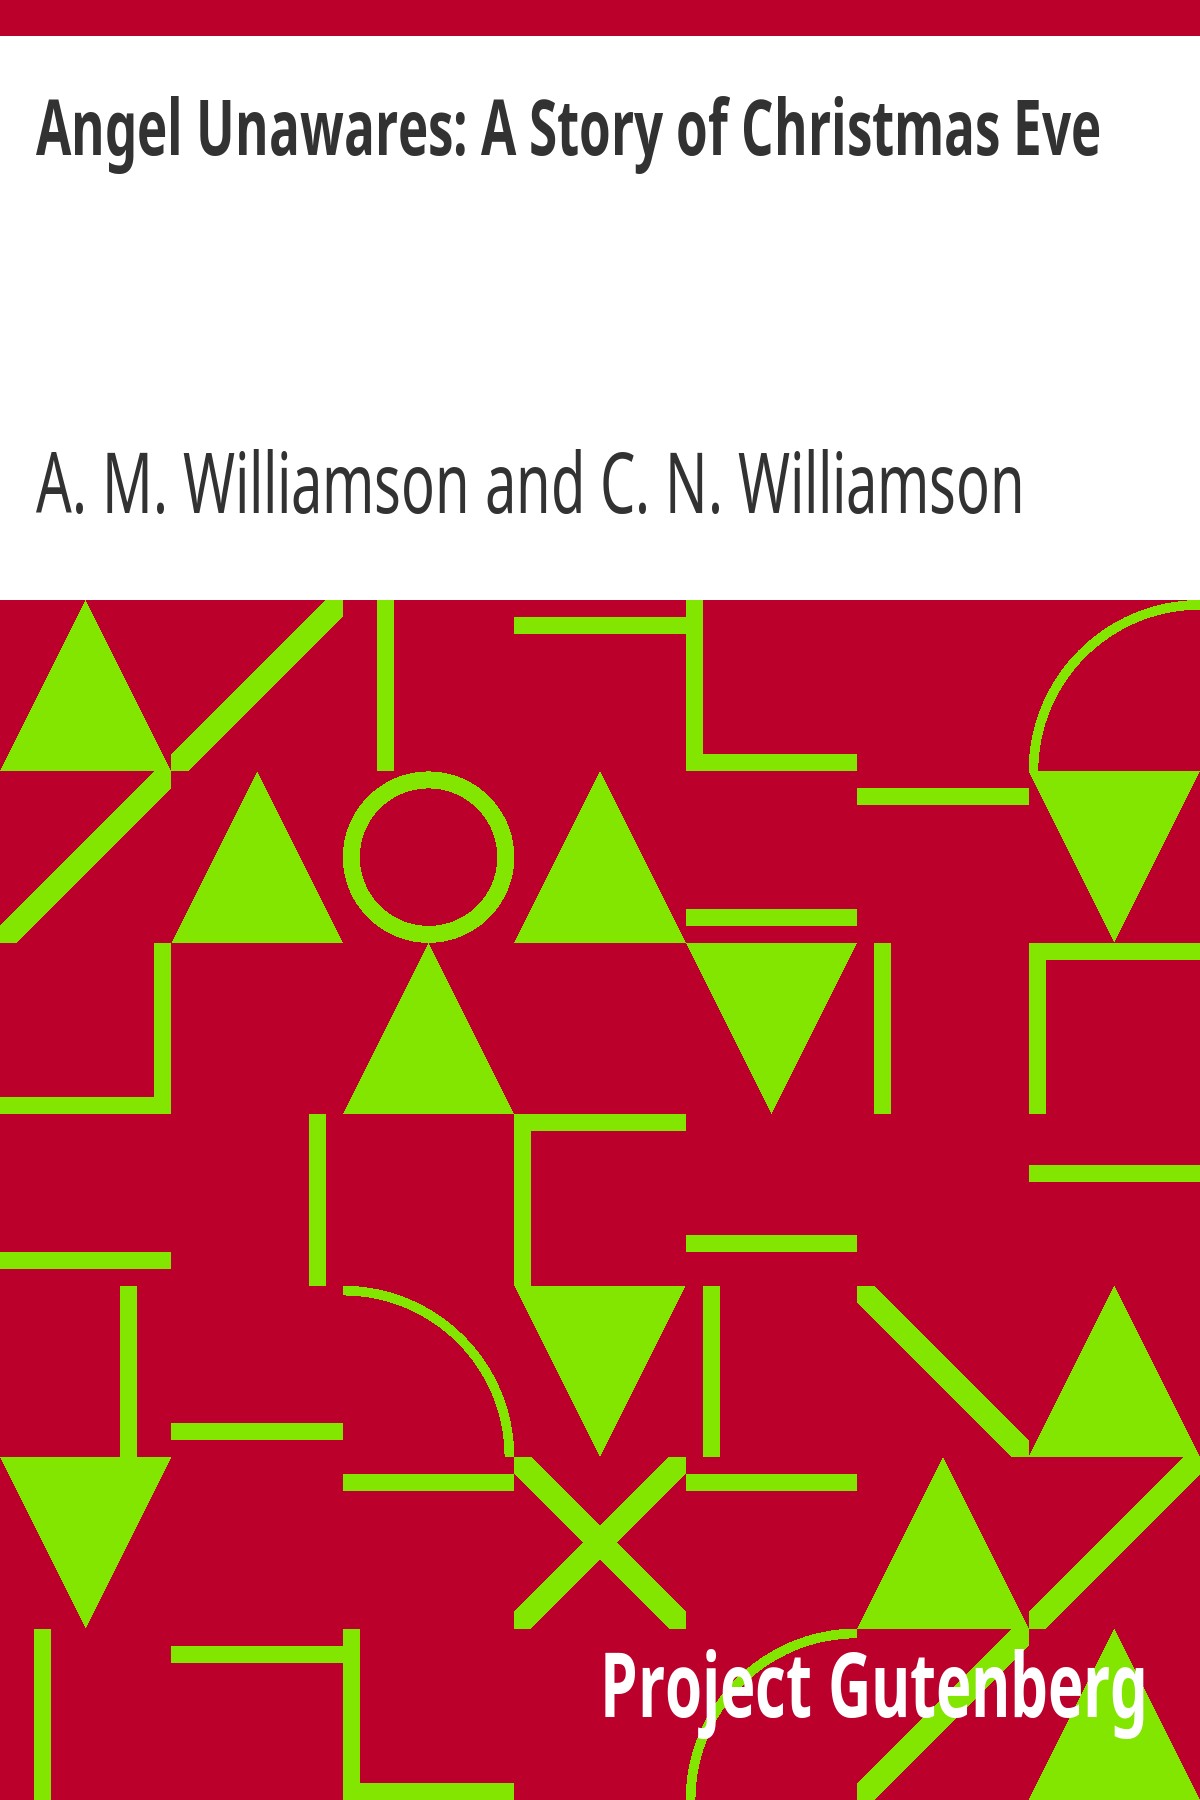 Angel Unawares: A Story of Christmas Eve
A. M. Williamson and C. N. Williamson
Project Gutenberg